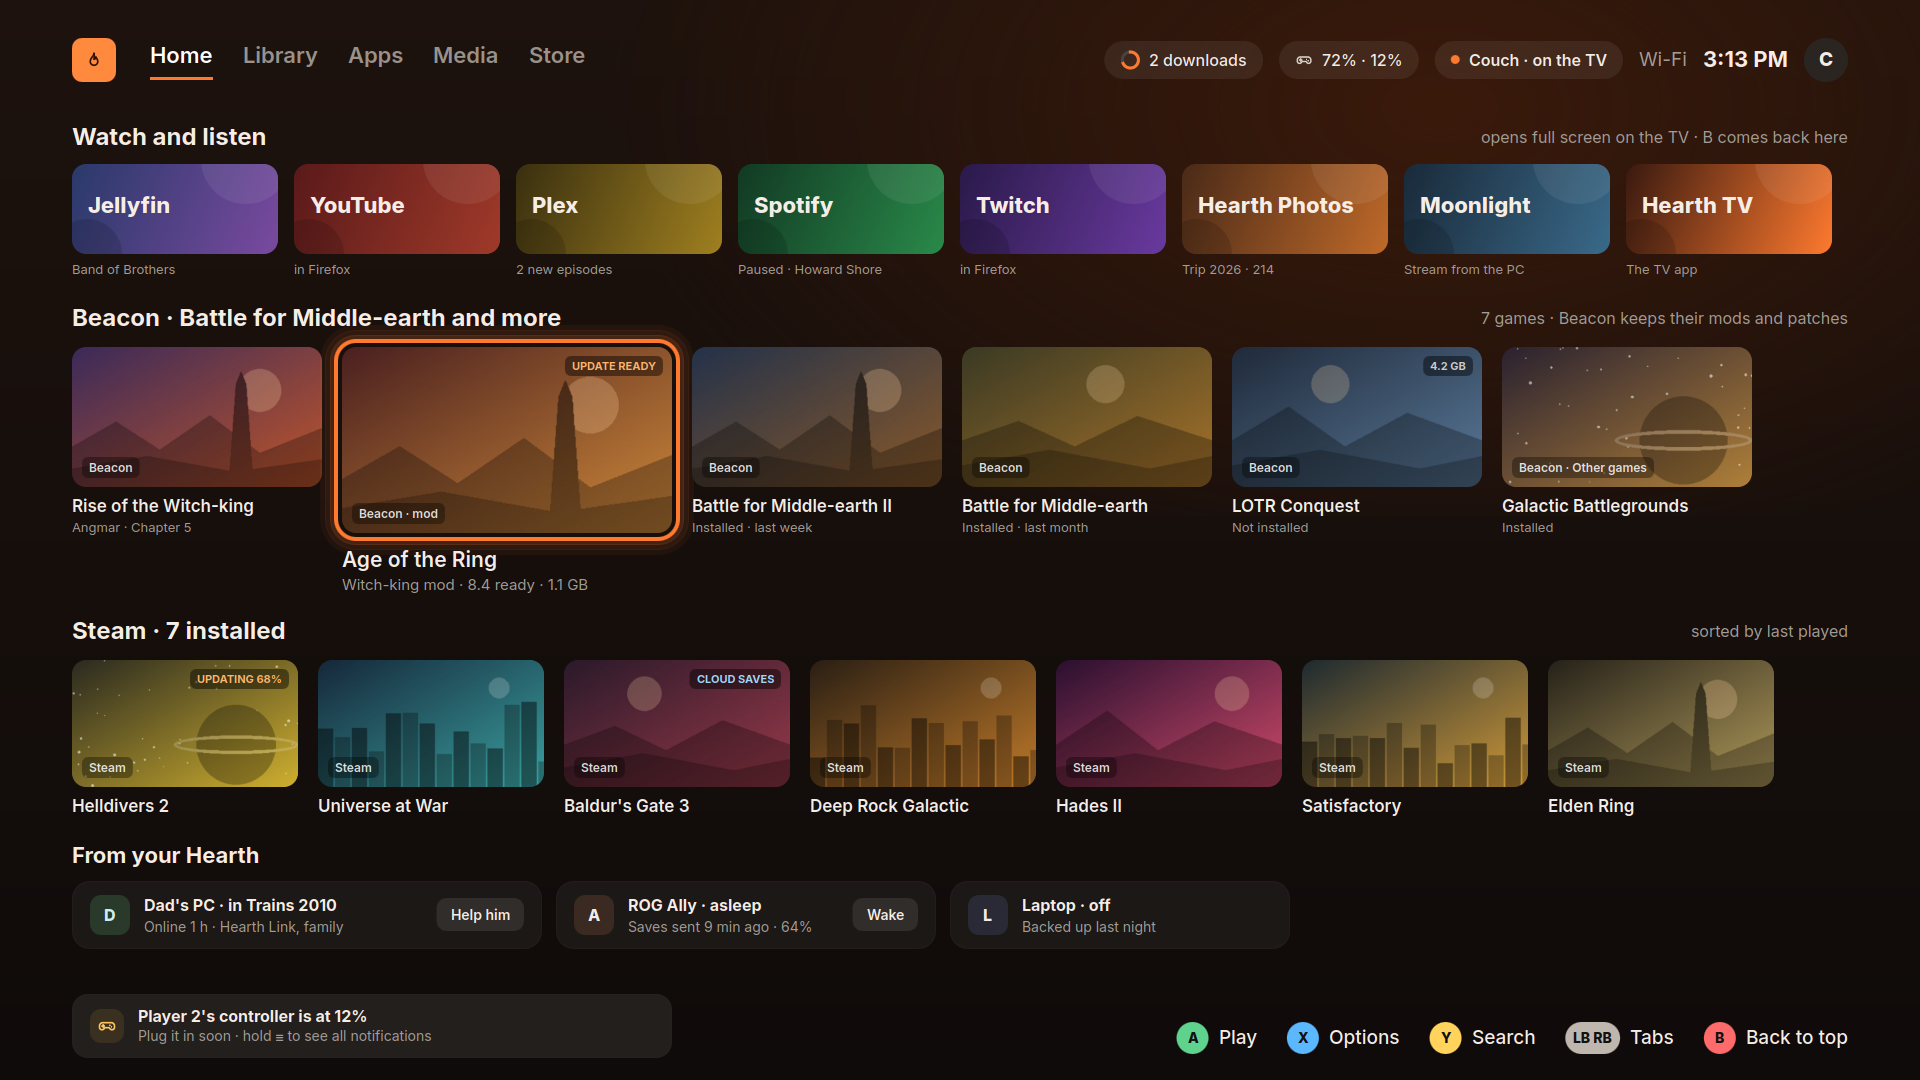 Home Library Apps Media Store
2 downloads
72% · 12%
Couch · on the TV
Wi-Fi
3:13 PM
C
Watch and listen
opens full screen on the TV · B comes back here
Jellyfin
Band of Brothers
YouTube
in Firefox
Plex
2 new episodes
Spotify
Paused · Howard Shore
Twitch
in Firefox
Hearth Photos
Trip 2026 · 214
Moonlight
Stream from the PC
Hearth TV
The TV app
Beacon · Battle for Middle-earth and more
7 games · Beacon keeps their mods and patches
Beacon
Rise of the Witch-king
Angmar · Chapter 5
UPDATE READY
Beacon · mod
Age of the Ring
Witch-king mod · 8.4 ready · 1.1 GB
Beacon
Battle for Middle-earth II
Installed · last week
Beacon
Battle for Middle-earth
Installed · last month
4.2 GB
Beacon
LOTR Conquest
Not installed
Beacon · Other games
Galactic Battlegrounds
Installed
Steam · 7 installed
sorted by last played
UPDATING 68%
Steam
Helldivers 2
Steam
Universe at War
CLOUD SAVES
Steam
Baldur's Gate 3
Steam
Deep Rock Galactic
Steam
Hades II
Steam
Satisfactory
Steam
Elden Ring
From your Hearth
D
Dad's PC · in Trains 2010
Online 1 h · Hearth Link, family
Help him
A
ROG Ally · asleep
Saves sent 9 min ago · 64%
Wake
L
Laptop · off
Backed up last night
Player 2's controller is at 12%
Plug it in soon · hold ≡ to see all notifications
A Play
X Options
Y Search
LB RB Tabs
B Back to top